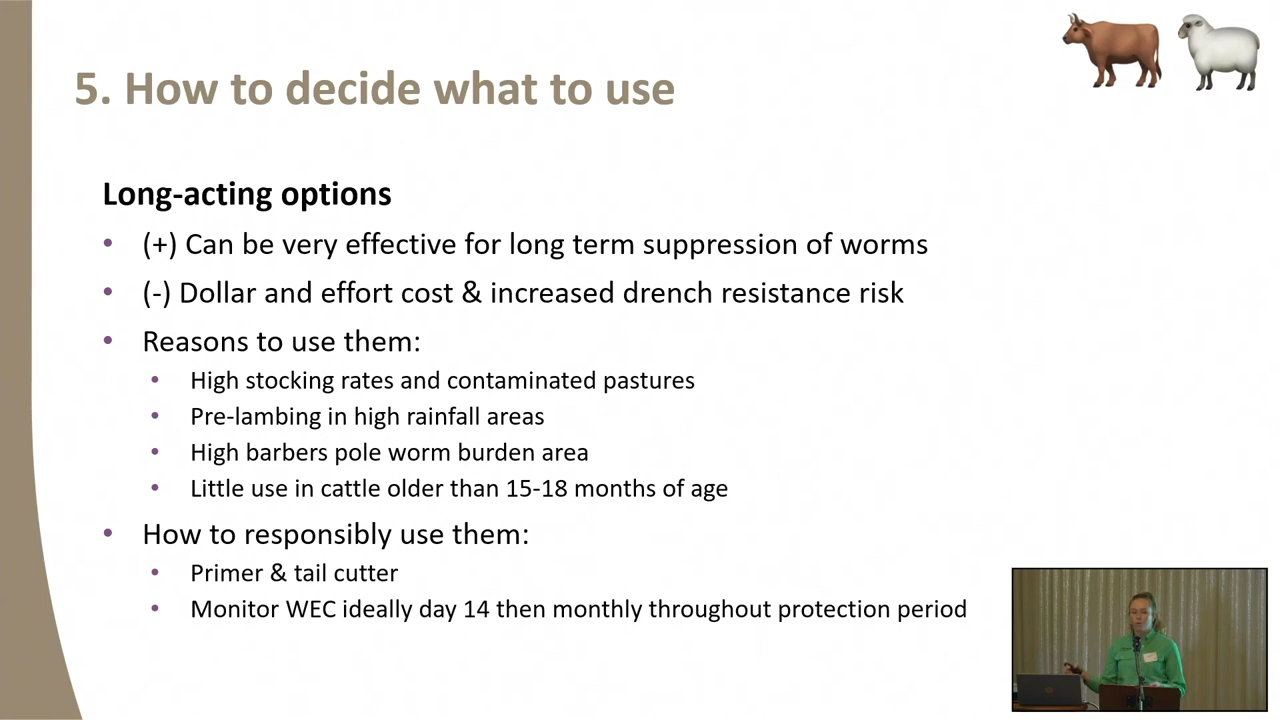 5. How to decide what to use
Long-acting options
• (+) Can be very effective for long term suppression of worms
• (-) Dollar and effort cost & increased drench resistance risk
• Reasons to use them:
• High stocking rates and contaminated pastures
• Pre-lambing in high rainfall areas
• High barbers pole worm burden area
• Little use in cattle older than 15-18 months of age
• How to responsibly use them:
• Primer & tail cutter
• Monitor WEC ideally day 14 then monthly throughout protection period